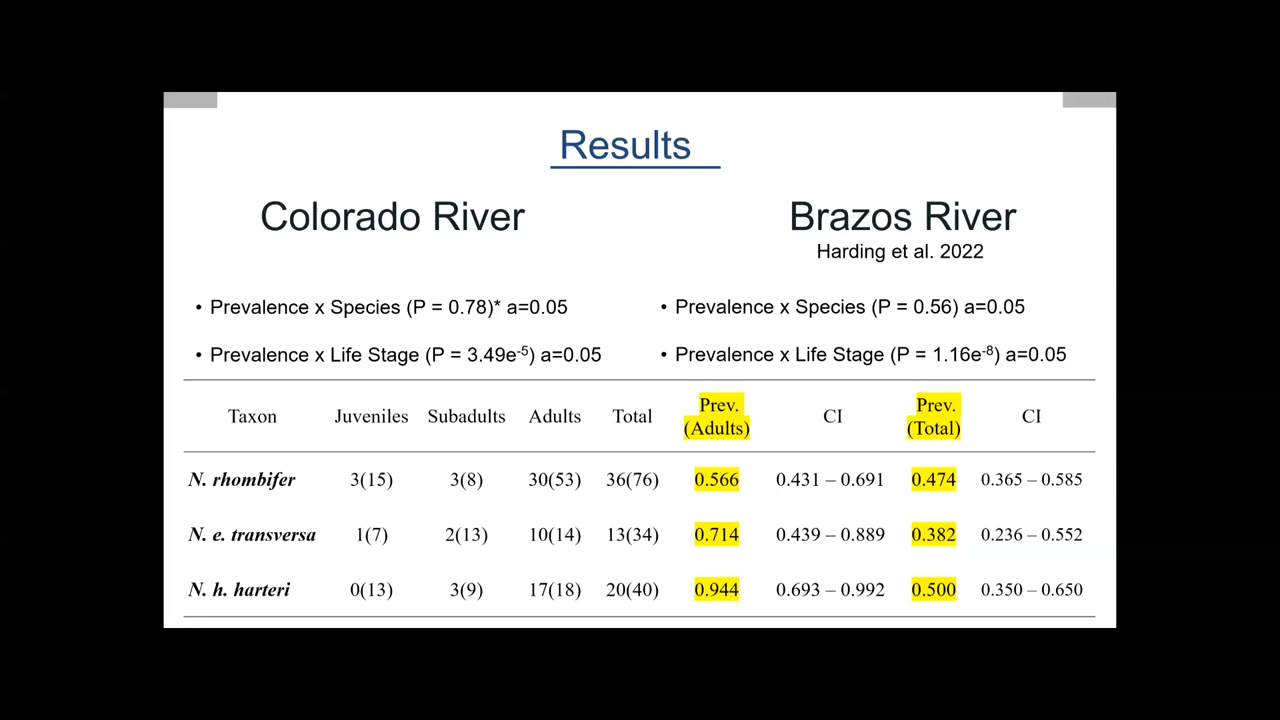 Results
Colorado River
Brazos River
Harding et al. 2022
• Prevalence x Species (P = 0.78)* a=0.05
• Prevalence x Life Stage (P = 3.49e-5) a=0.05
• Prevalence x Species (P = 0.56) a=0.05
• Prevalence x Life Stage (P = 1.16e-8) a=0.05
Taxon Juveniles Subadults Adults Total Prev. (Adults) CI Prev. (Total) CI
N. rhombifer 3(15) 3(8) 30(53) 36(76) 0.566 0.431 – 0.691 0.474 0.365 – 0.585
N. e. transversa 1(7) 2(13) 10(14) 13(34) 0.714 0.439 – 0.889 0.382 0.236 – 0.552
N. h. harteri 0(13) 3(9) 17(18) 20(40) 0.944 0.693 – 0.992 0.500 0.350 – 0.650